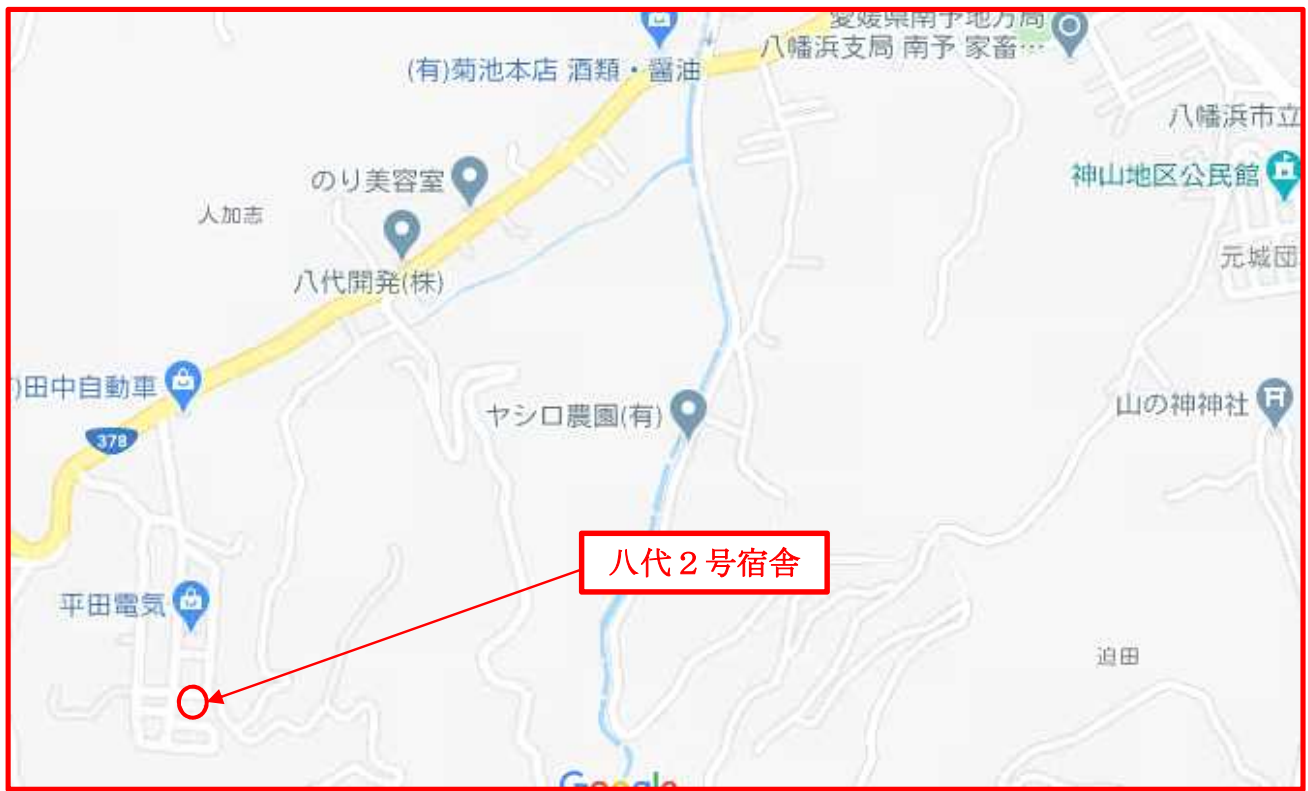 愛媛県南予地方局
八幡浜支局 南予 家畜…
(有)菊池本店 酒類・醤油
八幡浜市立
神山地区公民館
のり美容室
人加志
元城団
八代開発(株)
)田中自動車
ヤシロ農園(有)
山の神神社
378
八代２号宿舎
平田電気
迫田
Google